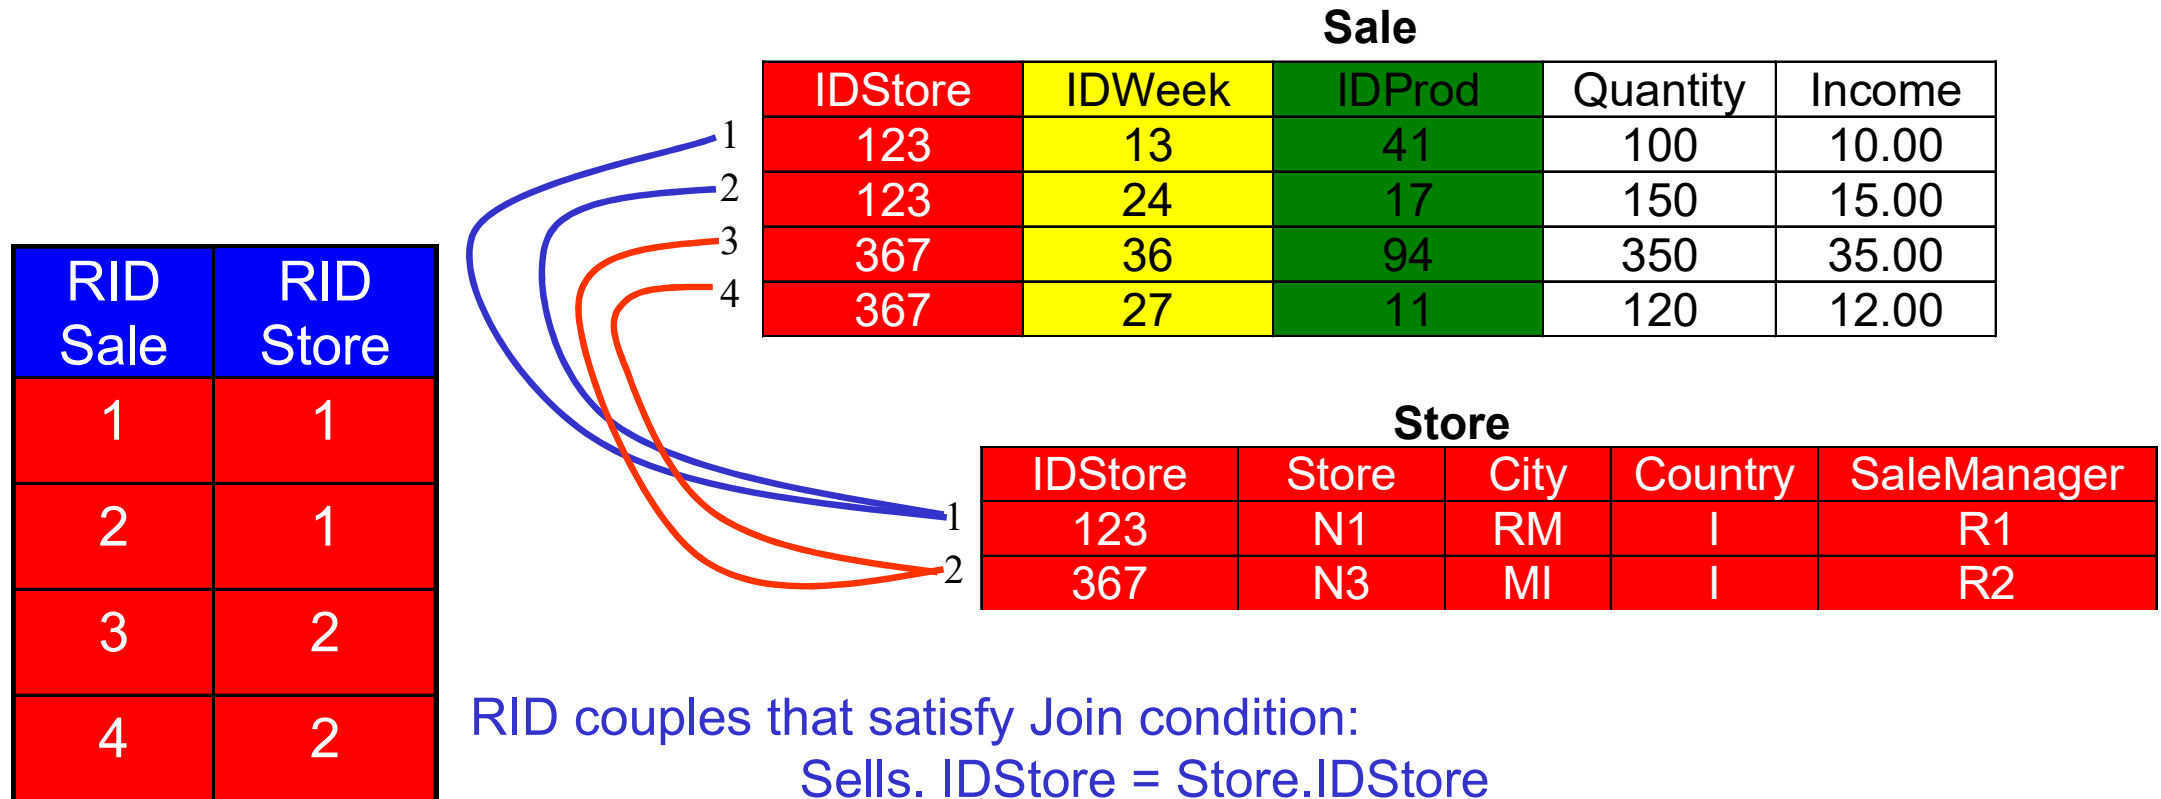 Sale
IDStore IDWeek IDProd Quantity Income
1 123 13 41 100 10.00
2 123 24 17 150 15.00
3 367 36 94 350 35.00
4 367 27 11 120 12.00
RID Sale RID Store
1 1
2 1
3 2
4 2
Store
IDStore Store City Country SaleManager
1 123 N1 RM I R1
2 367 N3 MI I R2
RID couples that satisfy Join condition:
Sells. IDStore = Store.IDStore